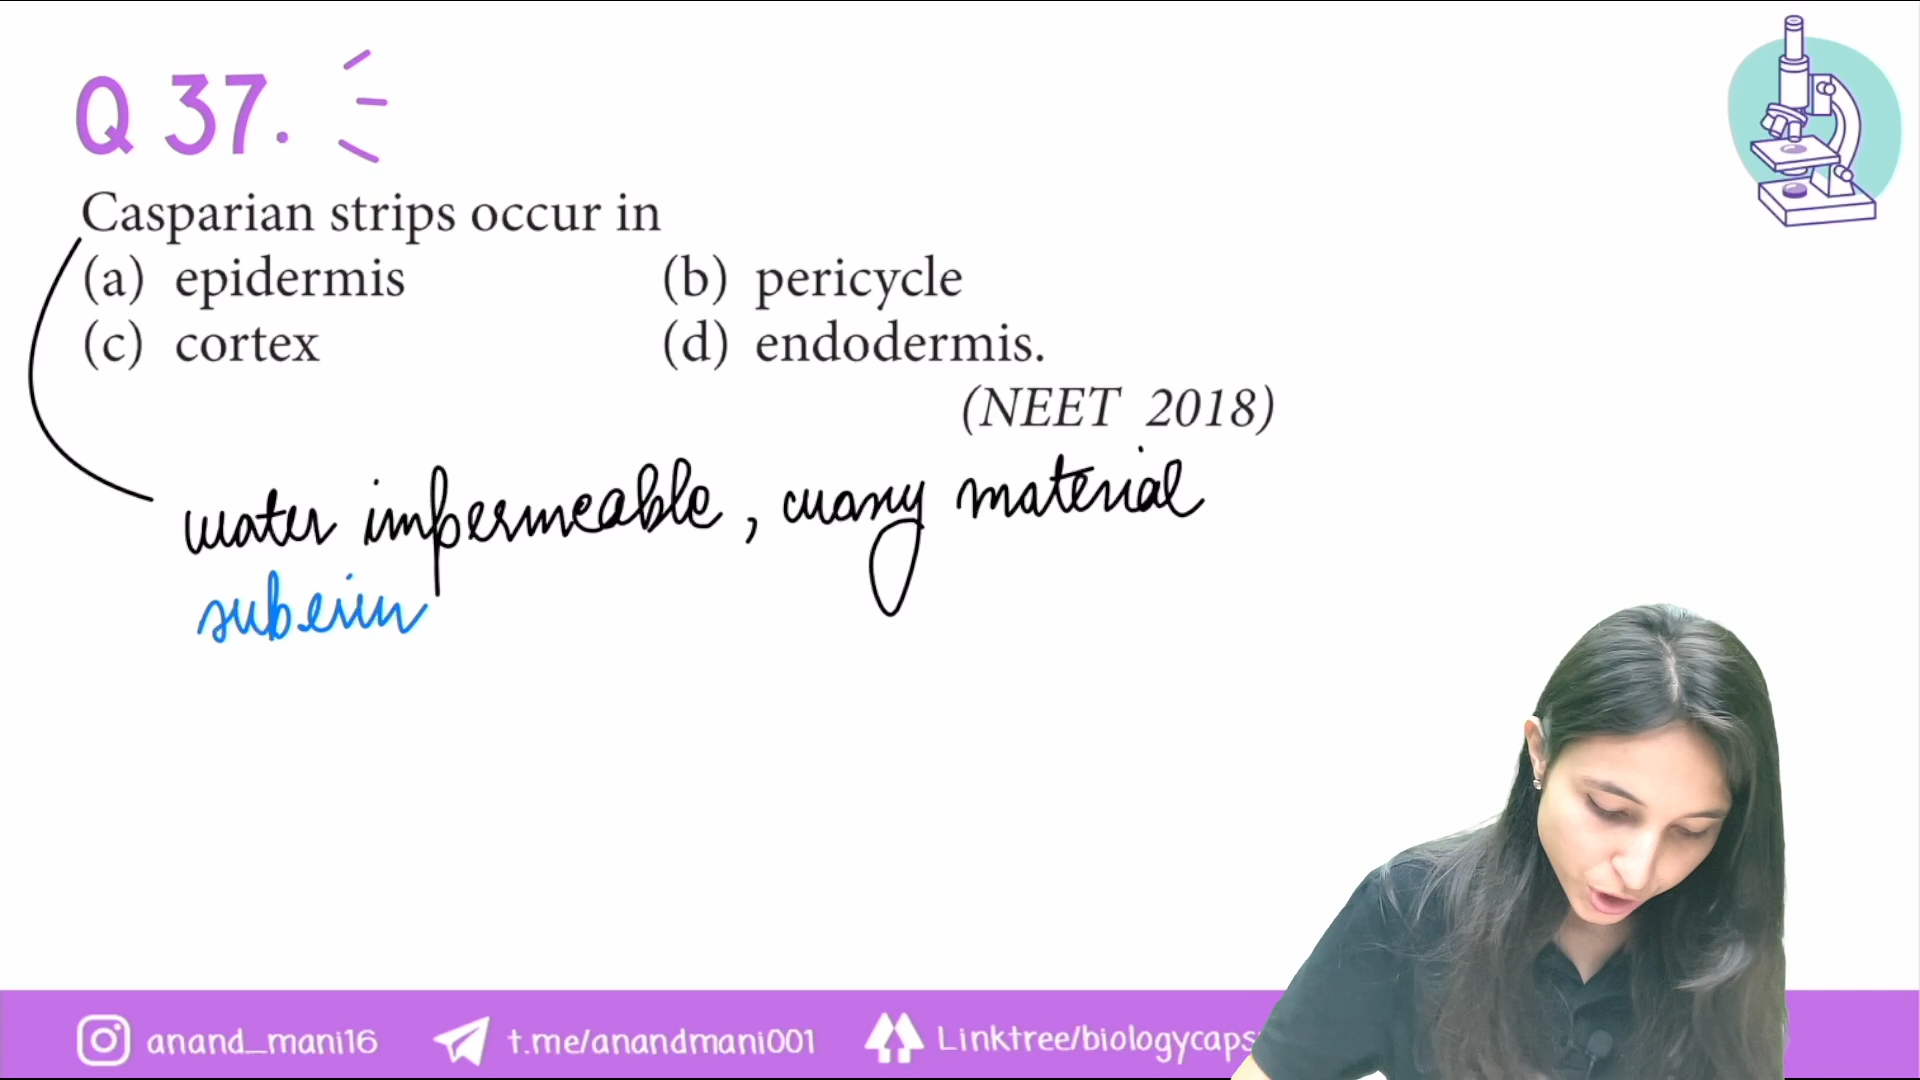 Q 37.
Casparian strips occur in
(a) epidermis (b) pericycle
(c) cortex (d) endodermis.
(NEET 2018)
water impermeable, waxy material
suberin
anand_mani16 t.me/anandmani001 Linktree/biologycaps